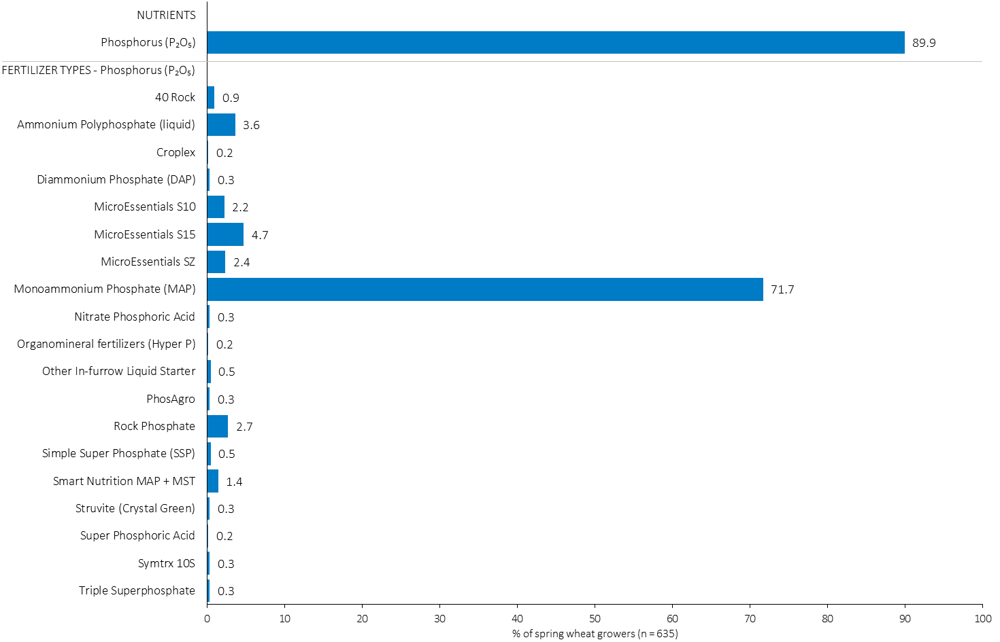 NUTRIENTS
Phosphorus (P₂O₅) 89.9
FERTILIZER TYPES - Phosphorus (P₂O₅)
40 Rock 0.9
Ammonium Polyphosphate (liquid) 3.6
Croplex 0.2
Diammonium Phosphate (DAP) 0.3
MicroEssentials S10 2.2
MicroEssentials S15 4.7
MicroEssentials SZ 2.4
Monoammonium Phosphate (MAP) 71.7
Nitrate Phosphoric Acid 0.3
Organomineral fertilizers (Hyper P) 0.2
Other In-furrow Liquid Starter 0.5
PhosAgro 0.3
Rock Phosphate 2.7
Simple Super Phosphate (SSP) 0.5
Smart Nutrition MAP + MST 1.4
Struvite (Crystal Green) 0.3
Super Phosphoric Acid 0.2
Symtrx 10S 0.3
Triple Superphosphate 0.3
0 10 20 30 40 50 60 70 80 90 100
% of spring wheat growers (n = 635)